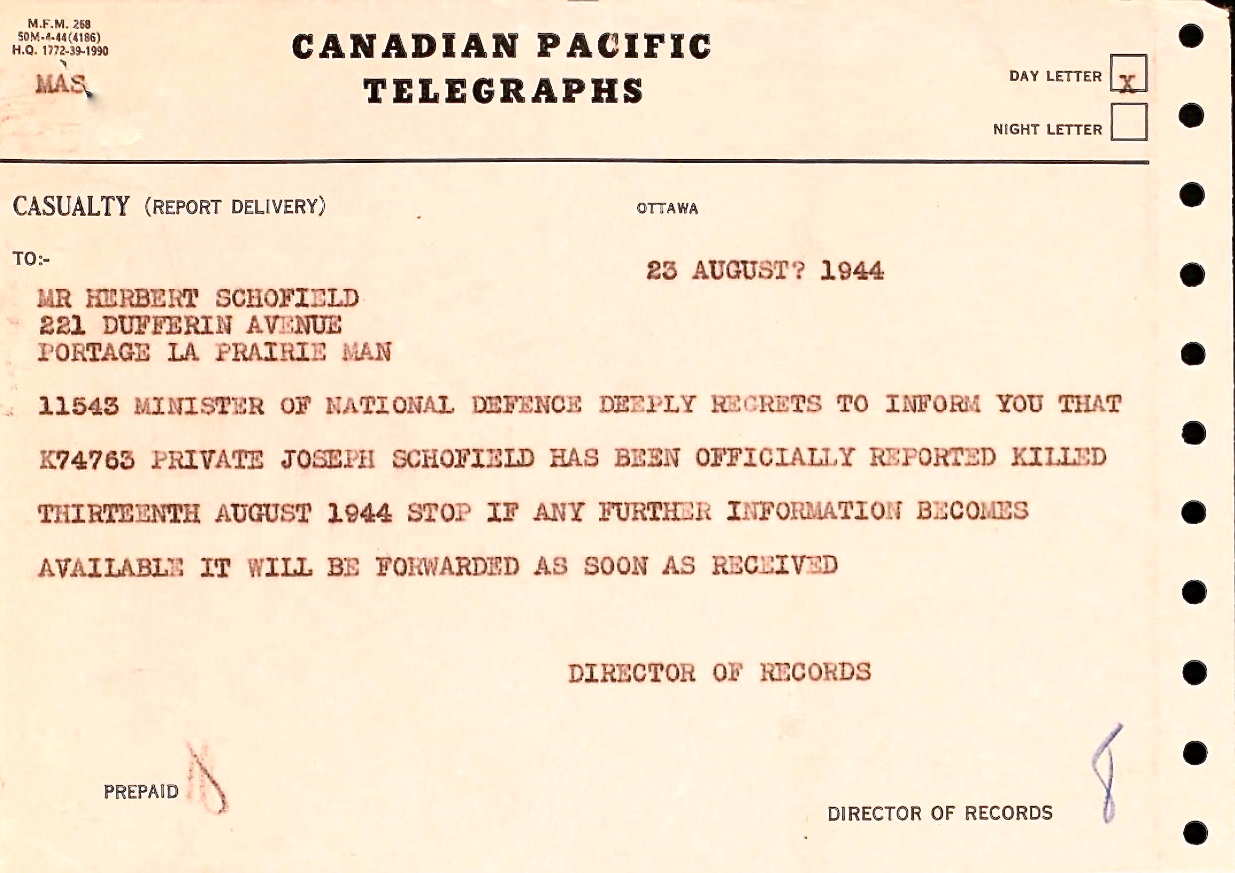 M.F.M. 268
50M-4-44(4186)
H.Q. 1772-39-1990
MAS
CANADIAN PACIFIC
TELEGRAPHS
DAY LETTER X
NIGHT LETTER
CASUALTY (REPORT DELIVERY)
OTTAWA
TO:-
23 AUGUST? 1944
MR HERBERT SCHOFIELD
221 DUFFERIN AVENUE
PORTAGE LA PRAIRIE MAN
11543 MINISTER OF NATIONAL DEFENCE DEEPLY REGRETS TO INFORM YOU THAT
K74763 PRIVATE JOSEPH SCHOFIELD HAS BEEN OFFICIALLY REPORTED KILLED
THIRTEENTH AUGUST 1944 STOP IF ANY FURTHER INFORMATION BECOMES
AVAILABLE IT WILL BE FORWARDED AS SOON AS RECEIVED
DIRECTOR OF RECORDS
PREPAID
DIRECTOR OF RECORDS